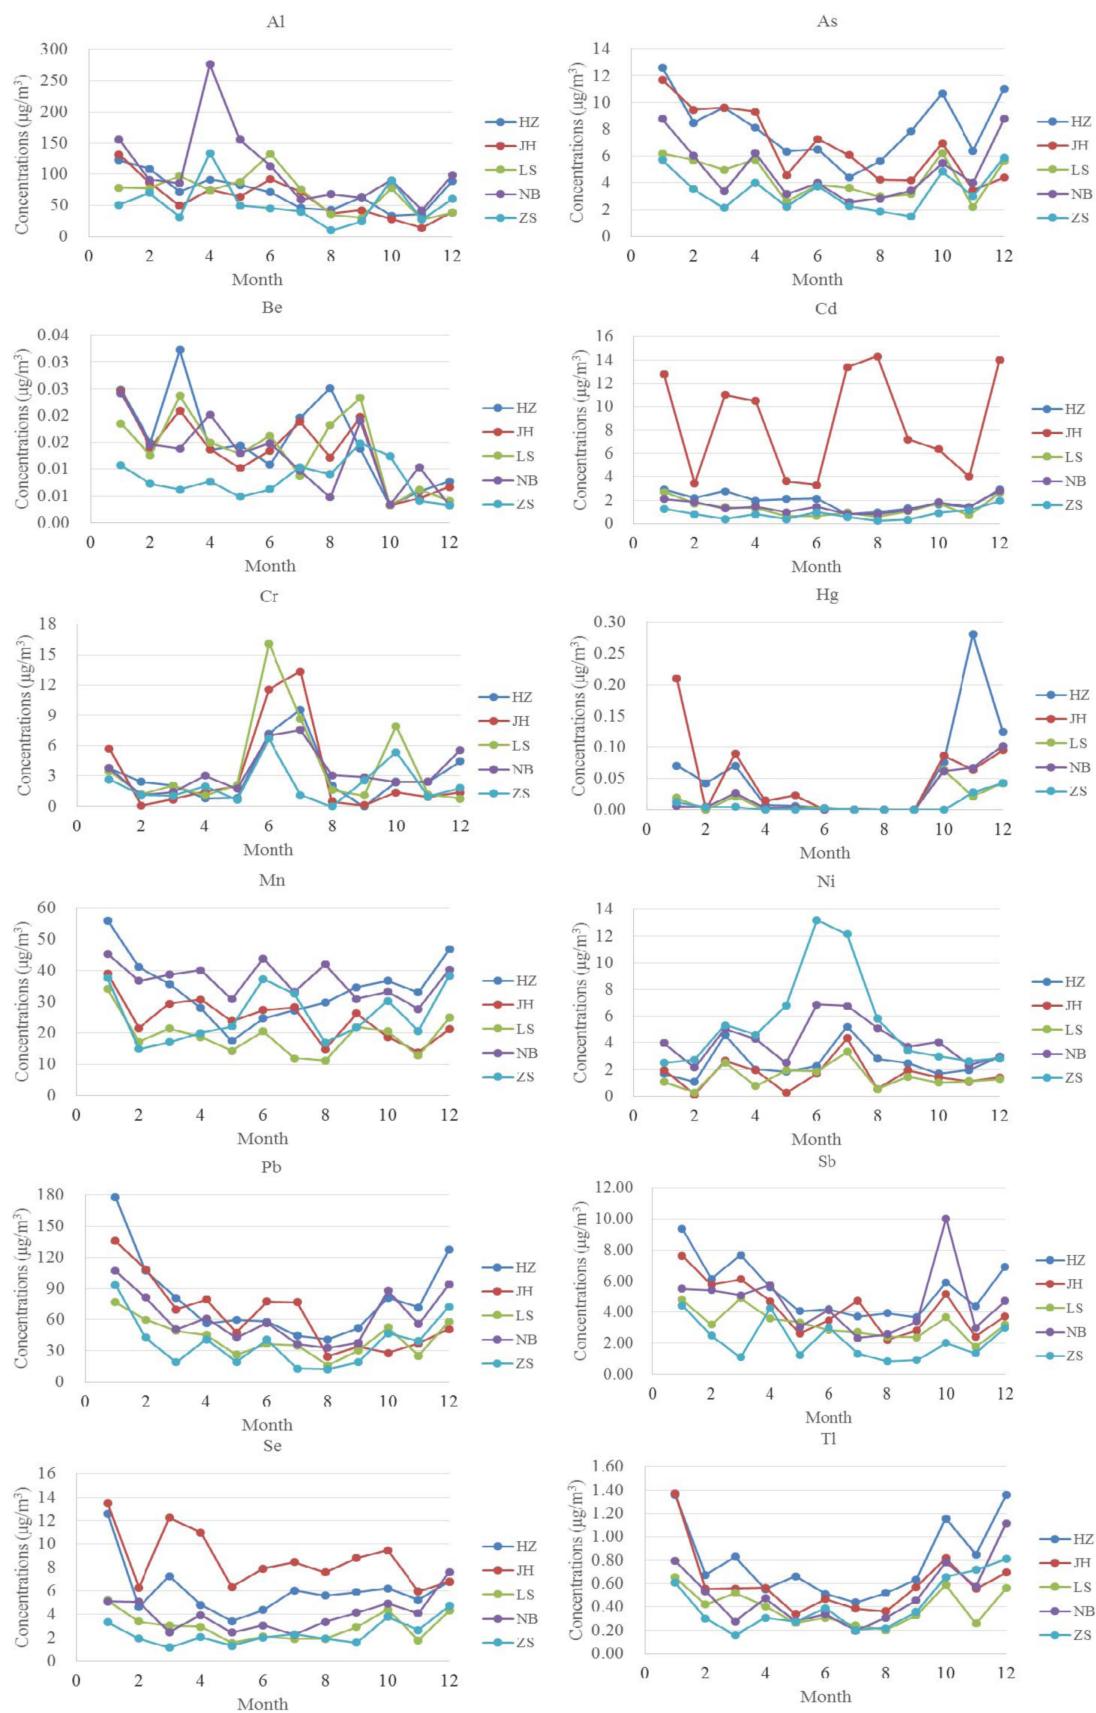 Al
Concentrations (μg/m³)
300
250
200
150
100
50
0
0 2 4 6 8 10 12
Month
HZ
JH
LS
NB
ZS
As
Concentrations (μg/m³)
14
12
10
8
6
4
2
0
0 2 4 6 8 10 12
Month
HZ
JH
LS
NB
ZS
Be
Concentrations (μg/m³)
0.04
0.03
0.03
0.02
0.02
0.01
0.01
0.00
0 2 4 6 8 10 12
Month
HZ
JH
LS
NB
ZS
Cd
Concentrations (μg/m³)
16
14
12
10
8
6
4
2
0
0 2 4 6 8 10 12
Month
HZ
JH
LS
NB
ZS
Cr
Concentrations (μg/m³)
18
15
12
9
6
3
0
0 2 4 6 8 10 12
Month
HZ
JH
LS
NB
ZS
Hg
Concentrations (μg/m³)
0.30
0.25
0.20
0.15
0.10
0.05
0.00
0 2 4 6 8 10 12
Month
HZ
JH
LS
NB
ZS
Mn
Concentrations (μg/m³)
60
50
40
30
20
10
0
0 2 4 6 8 10 12
Month
HZ
JH
LS
NB
ZS
Ni
Concentrations (μg/m³)
14
12
10
8
6
4
2
0
0 2 4 6 8 10 12
Month
HZ
JH
LS
NB
ZS
Pb
Concentrations (μg/m³)
180
150
120
90
60
30
0
0 2 4 6 8 10 12
Month
HZ
JH
LS
NB
ZS
Sb
Concentrations (μg/m³)
12.00
10.00
8.00
6.00
4.00
2.00
0.00
0 2 4 6 8 10 12
Month
HZ
JH
LS
NB
ZS
Se
Concentrations (μg/m³)
16
14
12
10
8
6
4
2
0
0 2 4 6 8 10 12
Month
HZ
JH
LS
NB
ZS
Tl
Concentrations (μg/m³)
1.60
1.40
1.20
1.00
0.80
0.60
0.40
0.20
0.00
0 2 4 6 8 10 12
Month
HZ
JH
LS
NB
ZS